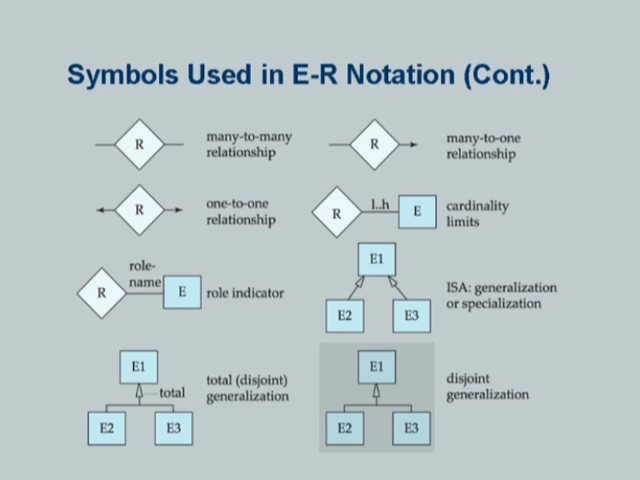 Symbols Used in E-R Notation (Cont.)
R
many-to-many
relationship
R
many-to-one
relationship
R
one-to-one
relationship
R
l..h
E
cardinality
limits
R
role-
name
E
role indicator
E1
E2
E3
ISA: generalization
or specialization
E1
total
E2
E3
total (disjoint)
generalization
E1
E2
E3
disjoint
generalization